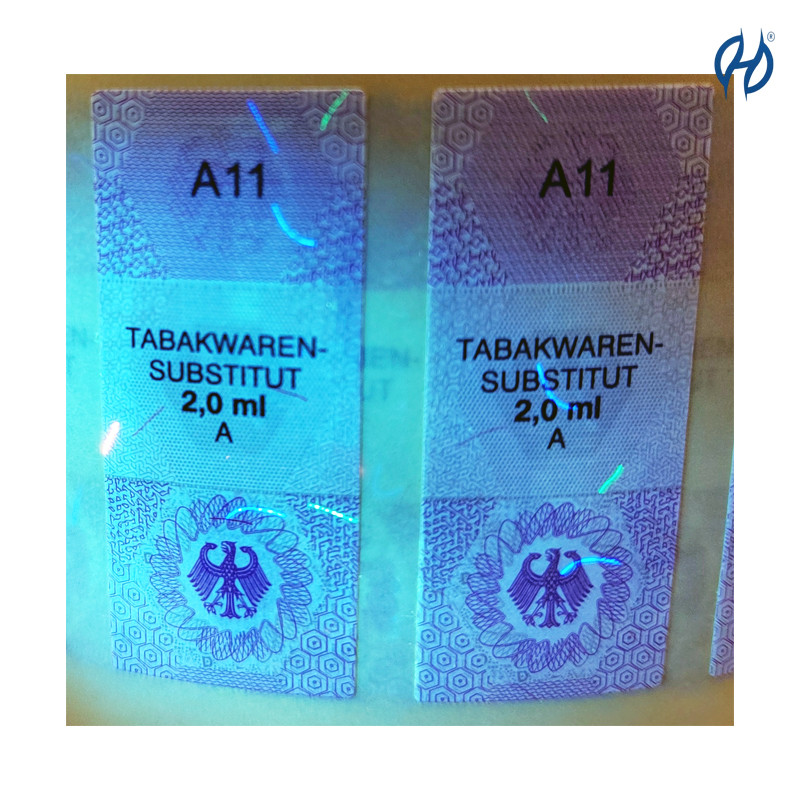 A11
TABAKWAREN-
SUBSTITUT
2,0 ml
A
A11
TABAKWAREN-
SUBSTITUT
2,0 ml
A